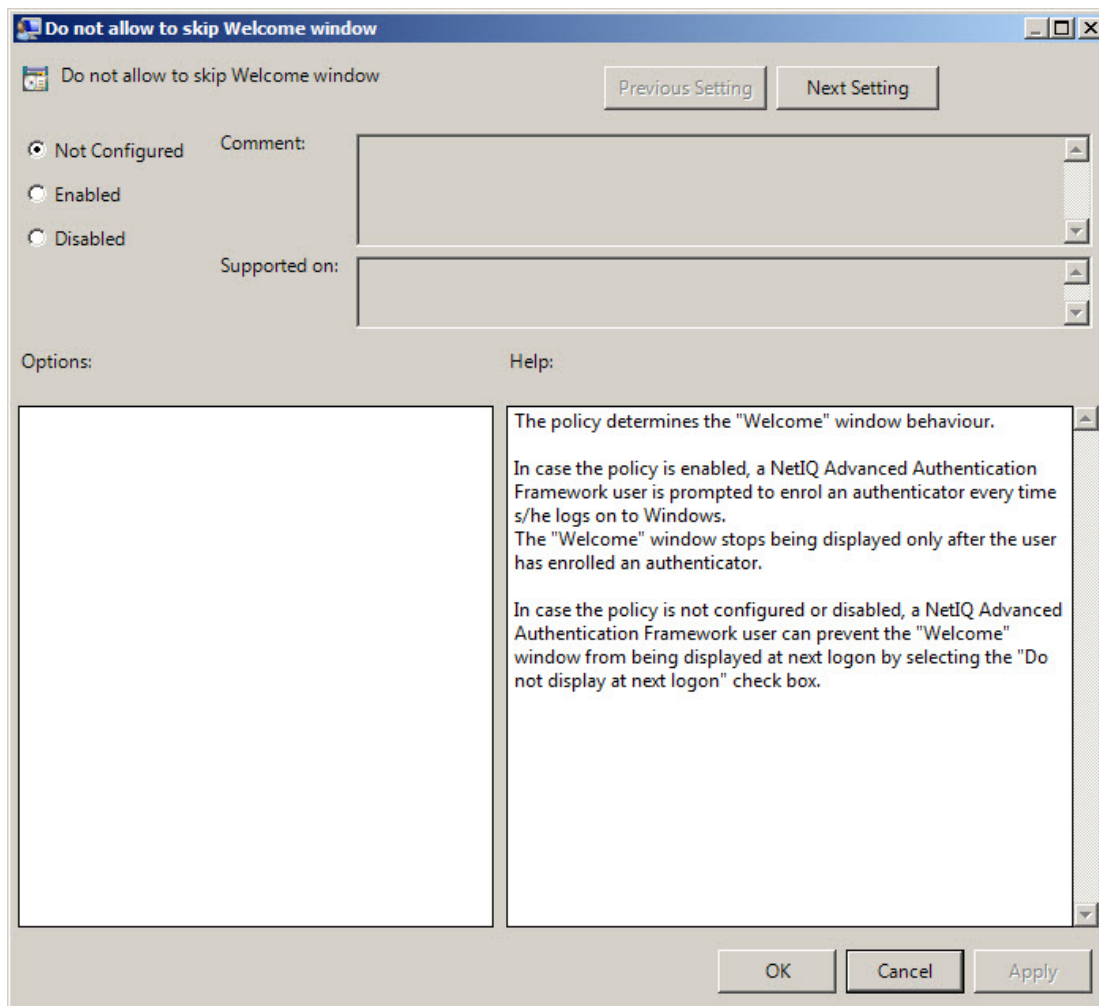 Do not allow to skip Welcome window
Do not allow to skip Welcome window
Previous Setting
Next Setting
Not Configured
Comment:
Enabled
Disabled
Supported on:
Options:
Help:
The policy determines the "Welcome" window behaviour.
In case the policy is enabled, a NetIQ Advanced Authentication
Framework user is prompted to enrol an authenticator every time
s/he logs on to Windows.
The "Welcome" window stops being displayed only after the user
has enrolled an authenticator.
In case the policy is not configured or disabled, a NetIQ Advanced
Authentication Framework user can prevent the "Welcome"
window from being displayed at next logon by selecting the "Do
not display at next logon" check box.
OK
Cancel
Apply